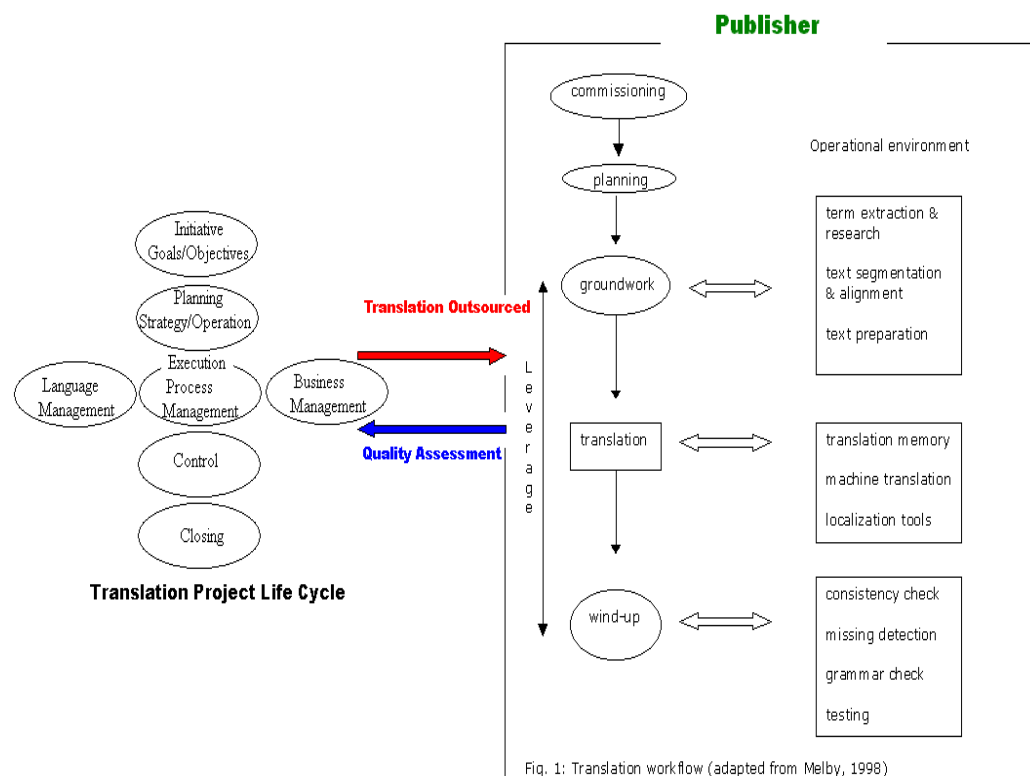 Publisher
commissioning
planning
groundwork
translation
wind-up
Leverage
Operational environment
term extraction &
research
text segmentation
& alignment
text preparation
translation memory
machine translation
localization tools
consistency check
missing detection
grammar check
testing
Fig. 1: Translation workflow (adapted from Melby, 1998)
Translation Outsourced
Quality Assessment
Initiative
Goals/Objectives
Planning
Strategy/Operation
Language
Management
Execution
Process
Management
Business
Management
Control
Closing
Translation Project Life Cycle